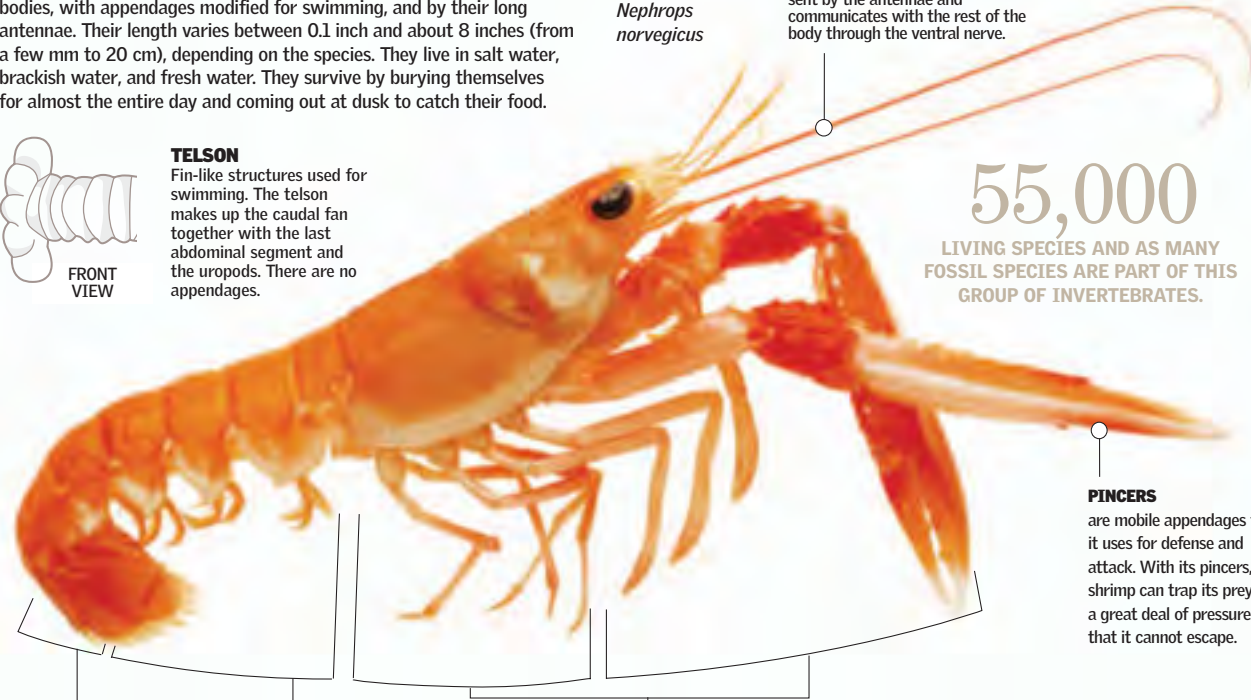 bodies, with appendages modified for swimming, and by their long
antennae. Their length varies between 0.1 inch and about 8 inches (from
a few mm to 20 cm), depending on the species. They live in salt water,
brackish water, and fresh water. They survive by burying themselves
for almost the entire day and coming out at dusk to catch their food.
Nephrops
norvegicus
sent by the antennae and
communicates with the rest of the
body through the ventral nerve.
TELSON
Fin-like structures used for
swimming. The telson
makes up the caudal fan
together with the last
abdominal segment and
the uropods. There are no
appendages.
FRONT
VIEW
55,000
LIVING SPECIES AND AS MANY
FOSSIL SPECIES ARE PART OF THIS
GROUP OF INVERTEBRATES.
PINCERS
are mobile appendages
it uses for defense and
attack. With its pincers,
shrimp can trap its prey
a great deal of pressure
that it cannot escape.